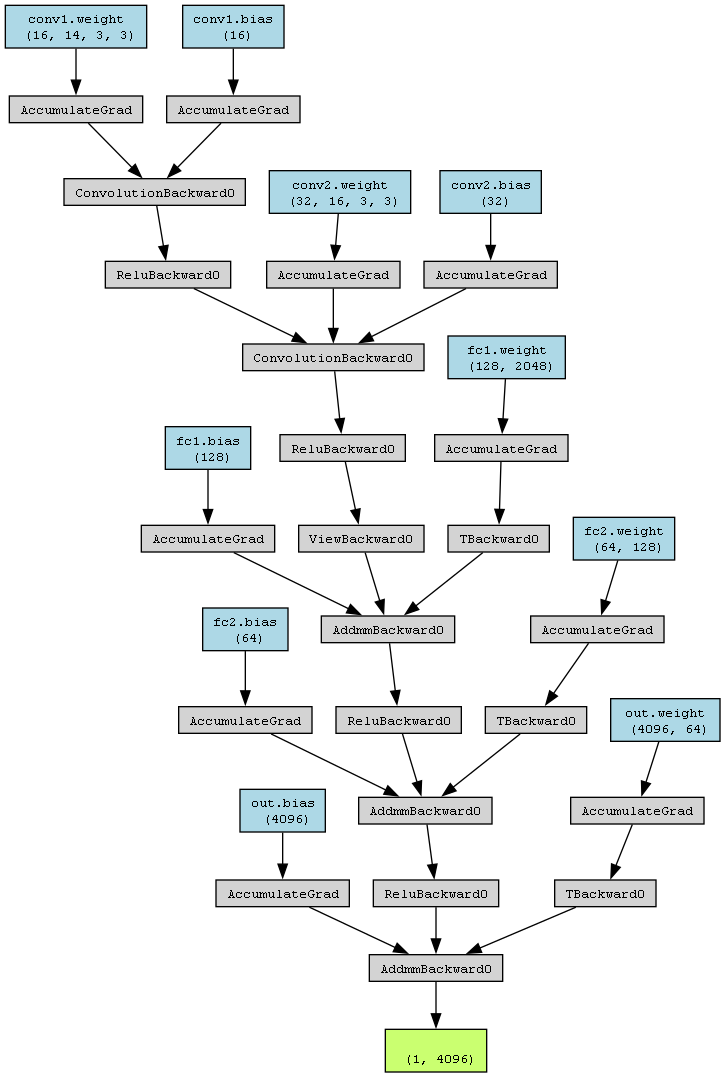 conv1.weight
(16, 14, 3, 3)
conv1.bias
(16)
AccumulateGrad
AccumulateGrad
ConvolutionBackward0
conv2.weight
(32, 16, 3, 3)
conv2.bias
(32)
ReluBackward0
AccumulateGrad
AccumulateGrad
ConvolutionBackward0
fc1.weight
(128, 2048)
fc1.bias
(128)
ReluBackward0
AccumulateGrad
AccumulateGrad
ViewBackward0
TBackward0
fc2.weight
(64, 128)
fc2.bias
(64)
AddmmBackward0
AccumulateGrad
AccumulateGrad
ReluBackward0
TBackward0
out.weight
(4096, 64)
out.bias
(4096)
AddmmBackward0
AccumulateGrad
AccumulateGrad
ReluBackward0
TBackward0
AddmmBackward0
(1, 4096)